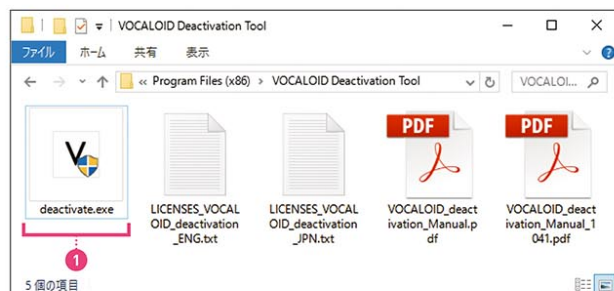 VOCALOID Deactivation Tool
ファイル ホーム 共有 表示
« Program Files (x86) › VOCALOID Deactivation Tool
VOCALOI...
V
PDF
PDF
deactivate.exe
LICENSES_VOCAL
OID_deactivation
_ENG.txt
LICENSES_VOCAL
OID_deactivation
_JPN.txt
VOCALOID_deact
ivation_Manual.p
df
VOCALOID_deact
ivation_Manual_1
041.pdf
1
5 個の項目